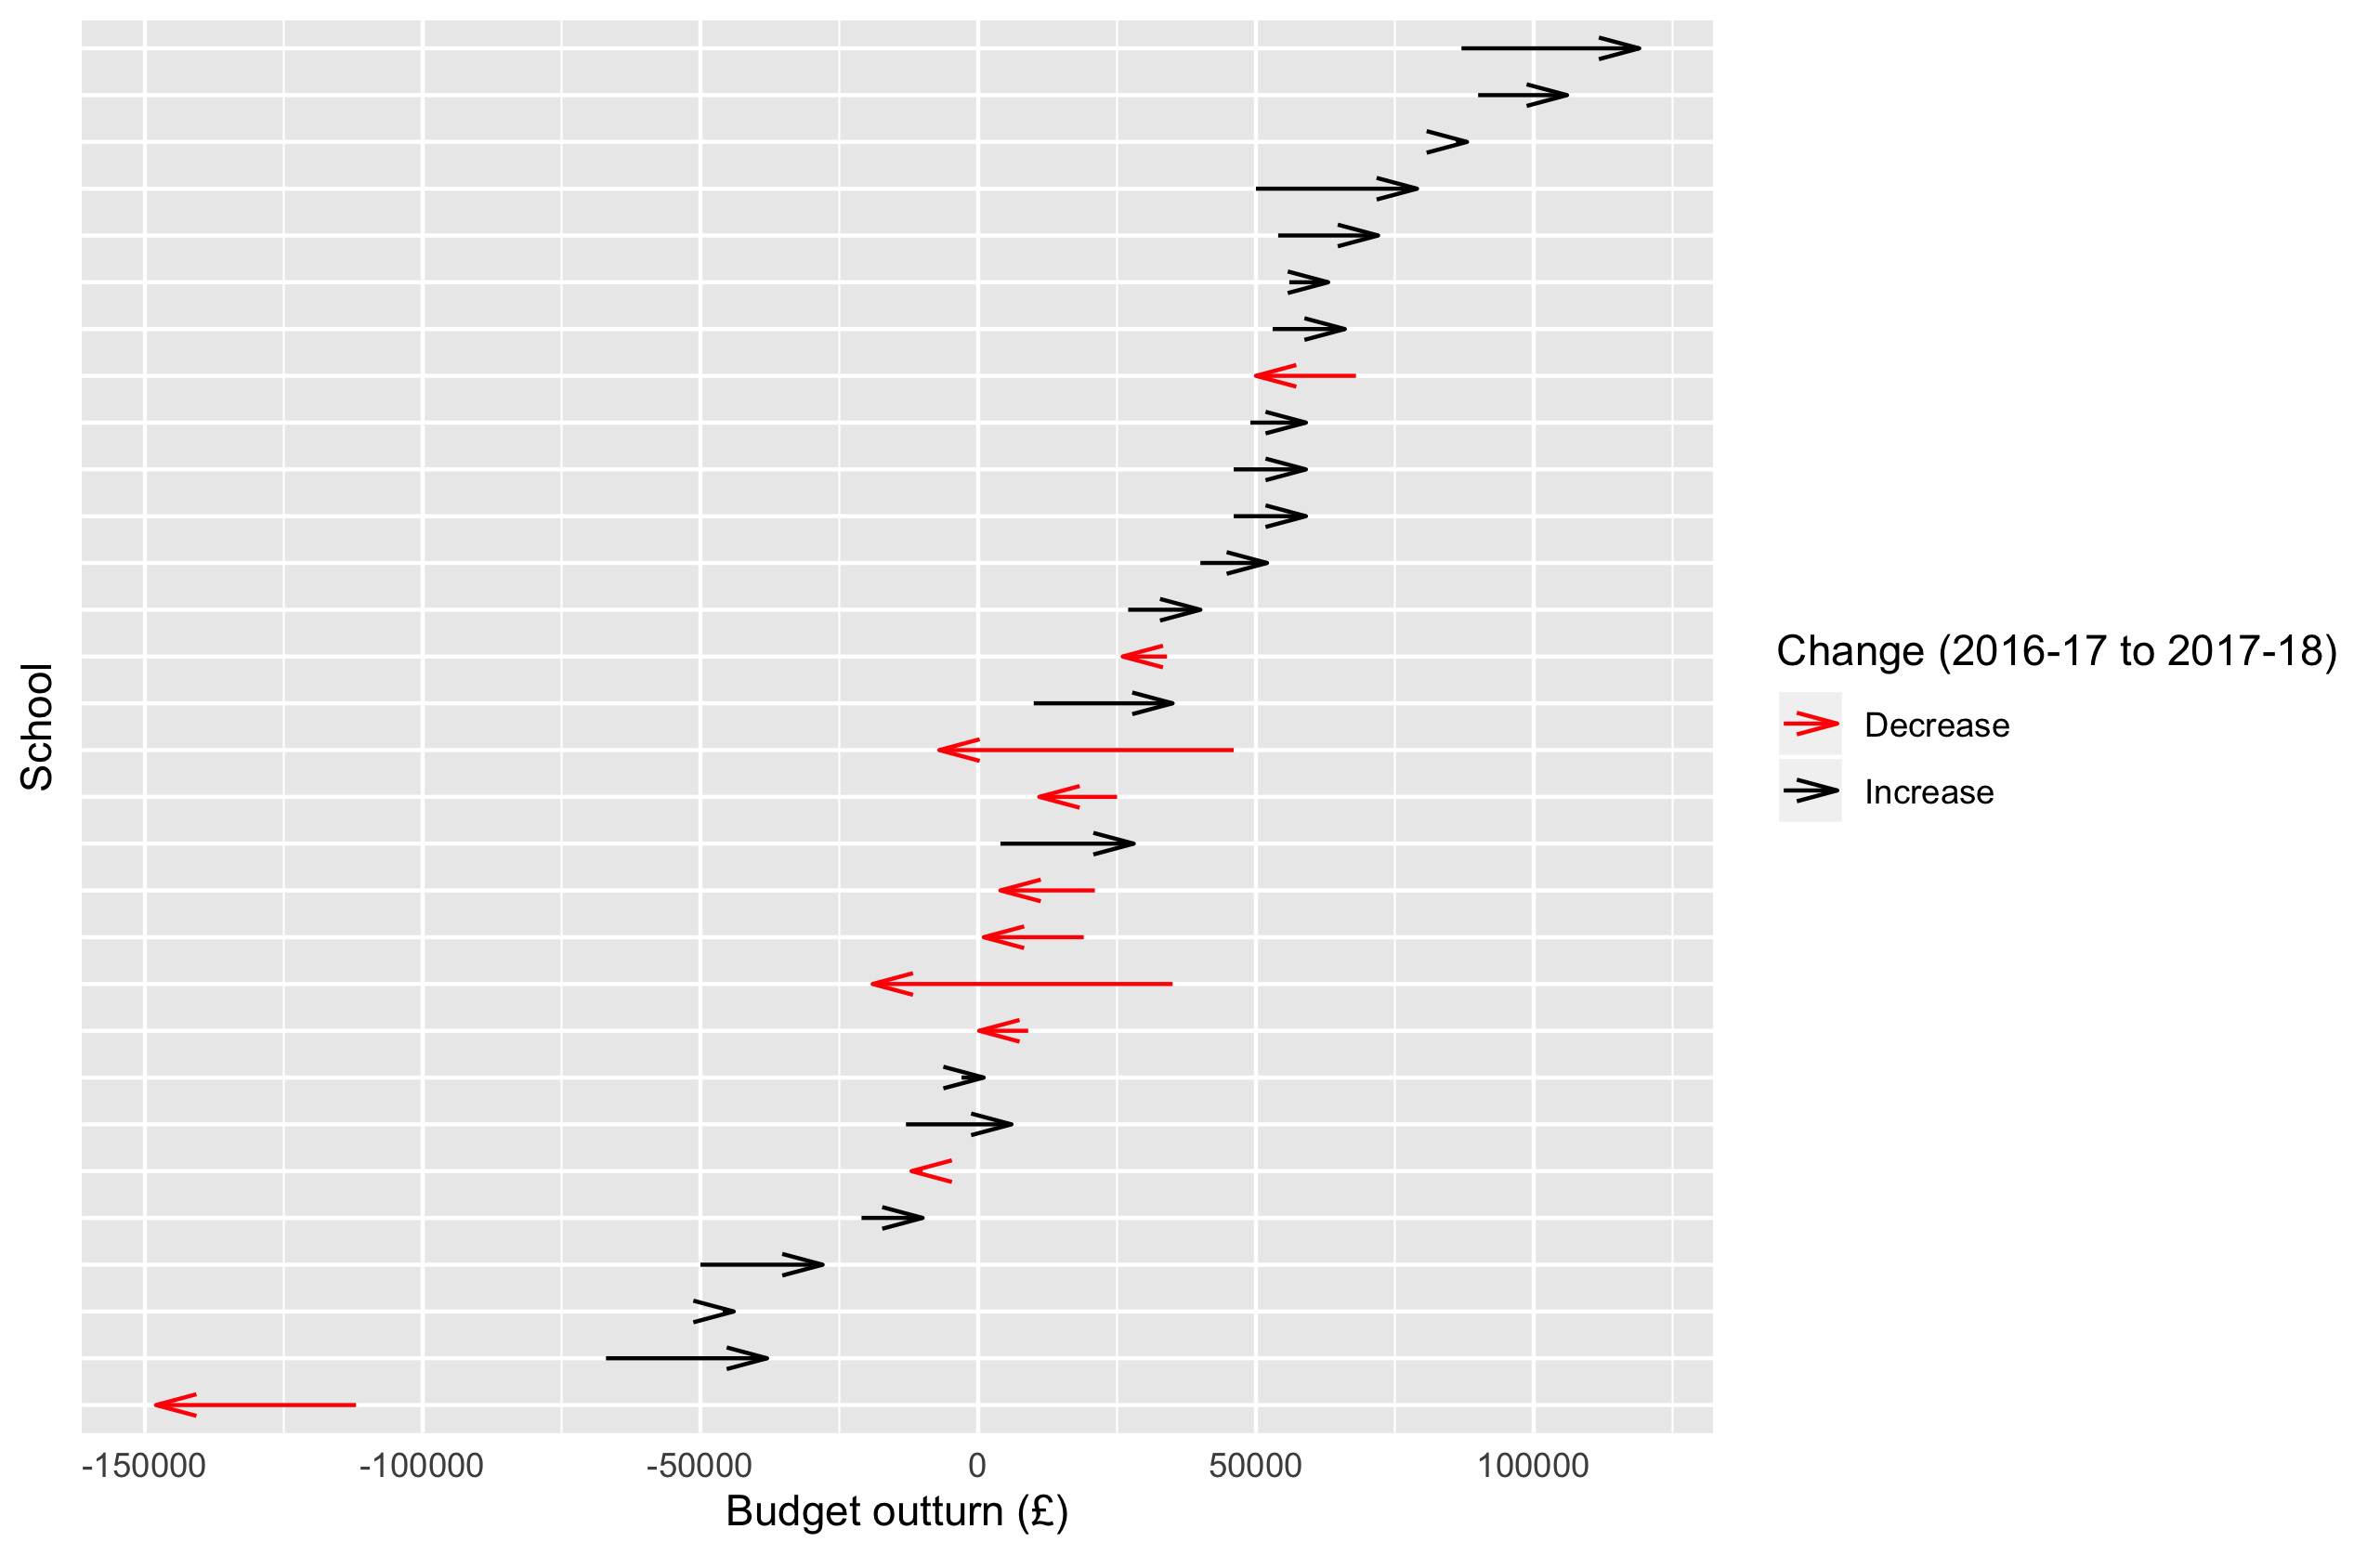 School
Change (2016-17 to 2017-18)
Decrease
Increase
-150000 -100000 -50000 0 50000 100000
Budget outturn (£)